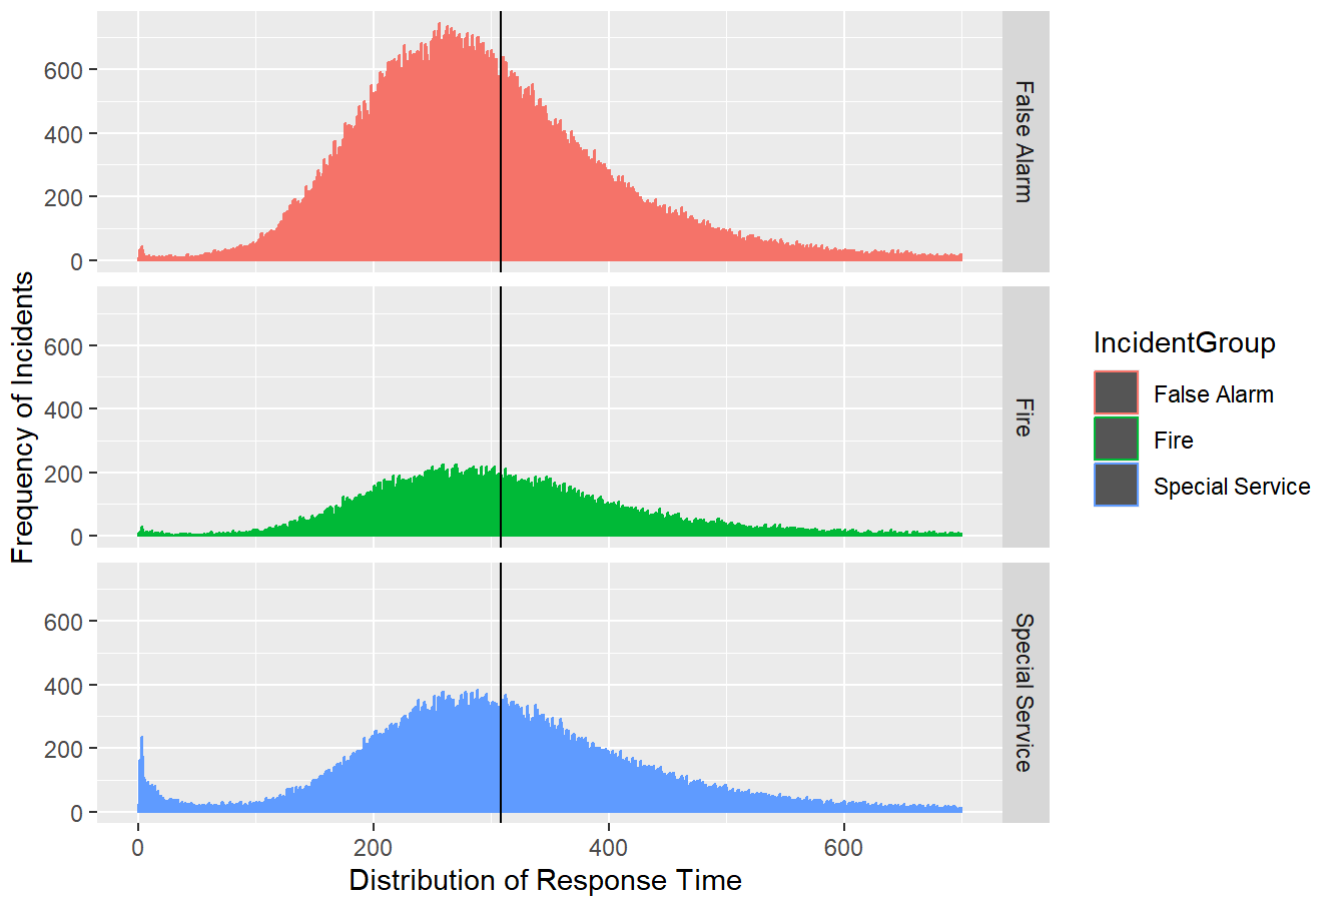 600
400
200
0
False Alarm
600
400
200
0
Fire
600
400
200
0
Special Service
0 200 400 600
Distribution of Response Time
Frequency of Incidents
IncidentGroup
False Alarm
Fire
Special Service